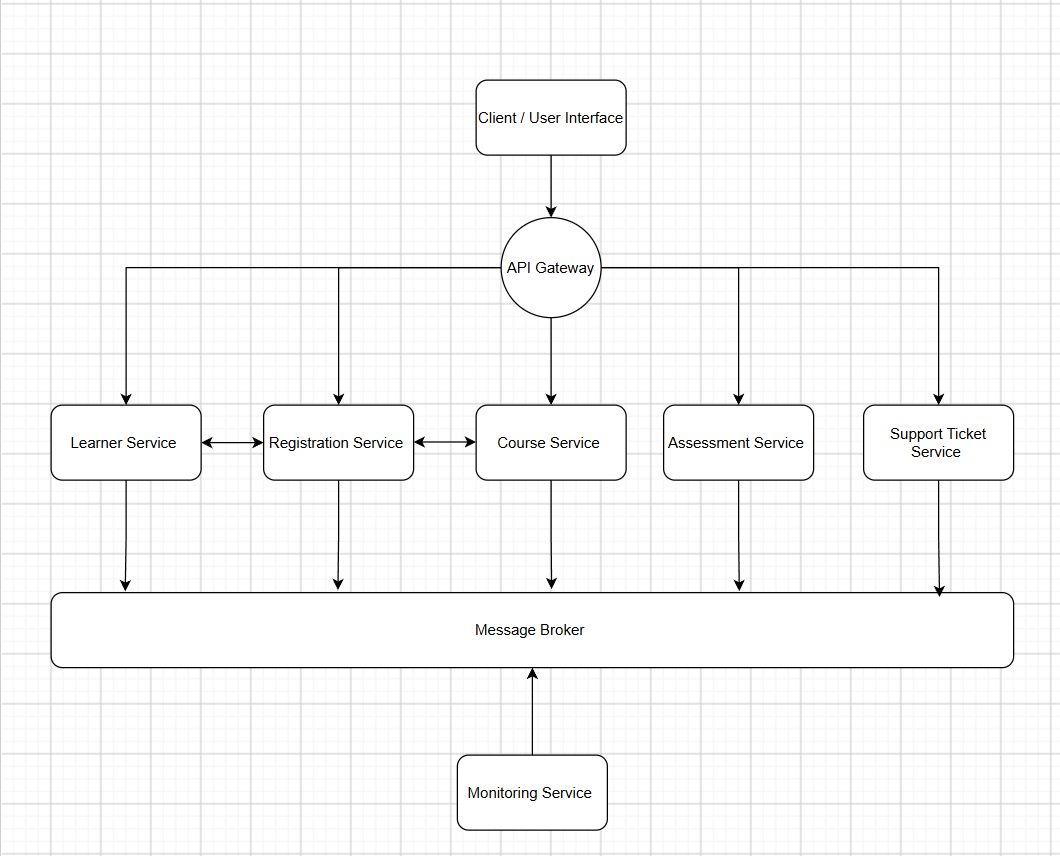 Client / User Interface
API Gateway
Learner Service
Registration Service
Course Service
Assessment Service
Support Ticket
Service
Message Broker
Monitoring Service